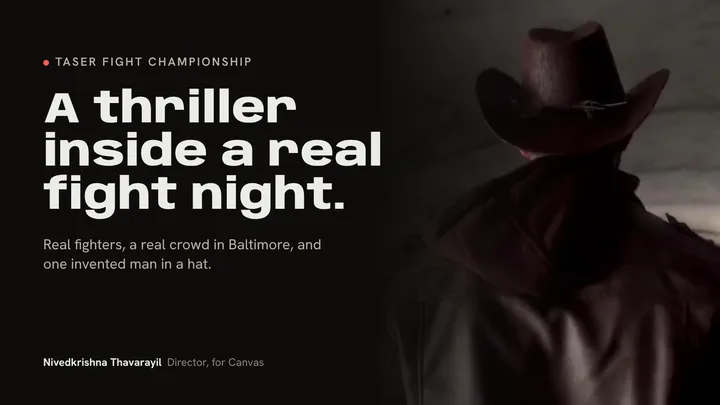 TASER FIGHT CHAMPIONSHIP
A thriller
inside a real
fight night.
Real fighters, a real crowd in Baltimore, and
one invented man in a hat.
Nivedkrishna Thavarayil Director, for Canvas